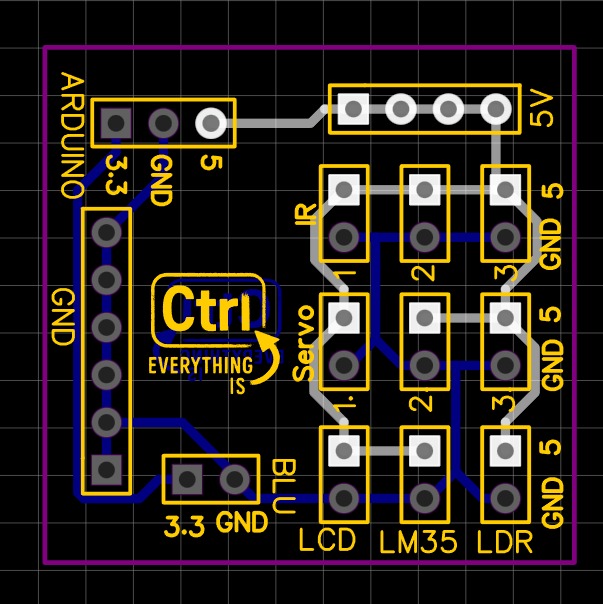 ARDUINO
5V
3.3
GND
5
IR
1
2
3
5
GND
GND
Ctrl
EVERYTHING
IS
Servo
1.
2.
3.
5
GND
BLU
3.3 GND
5
GND
LCD
LM35
LDR